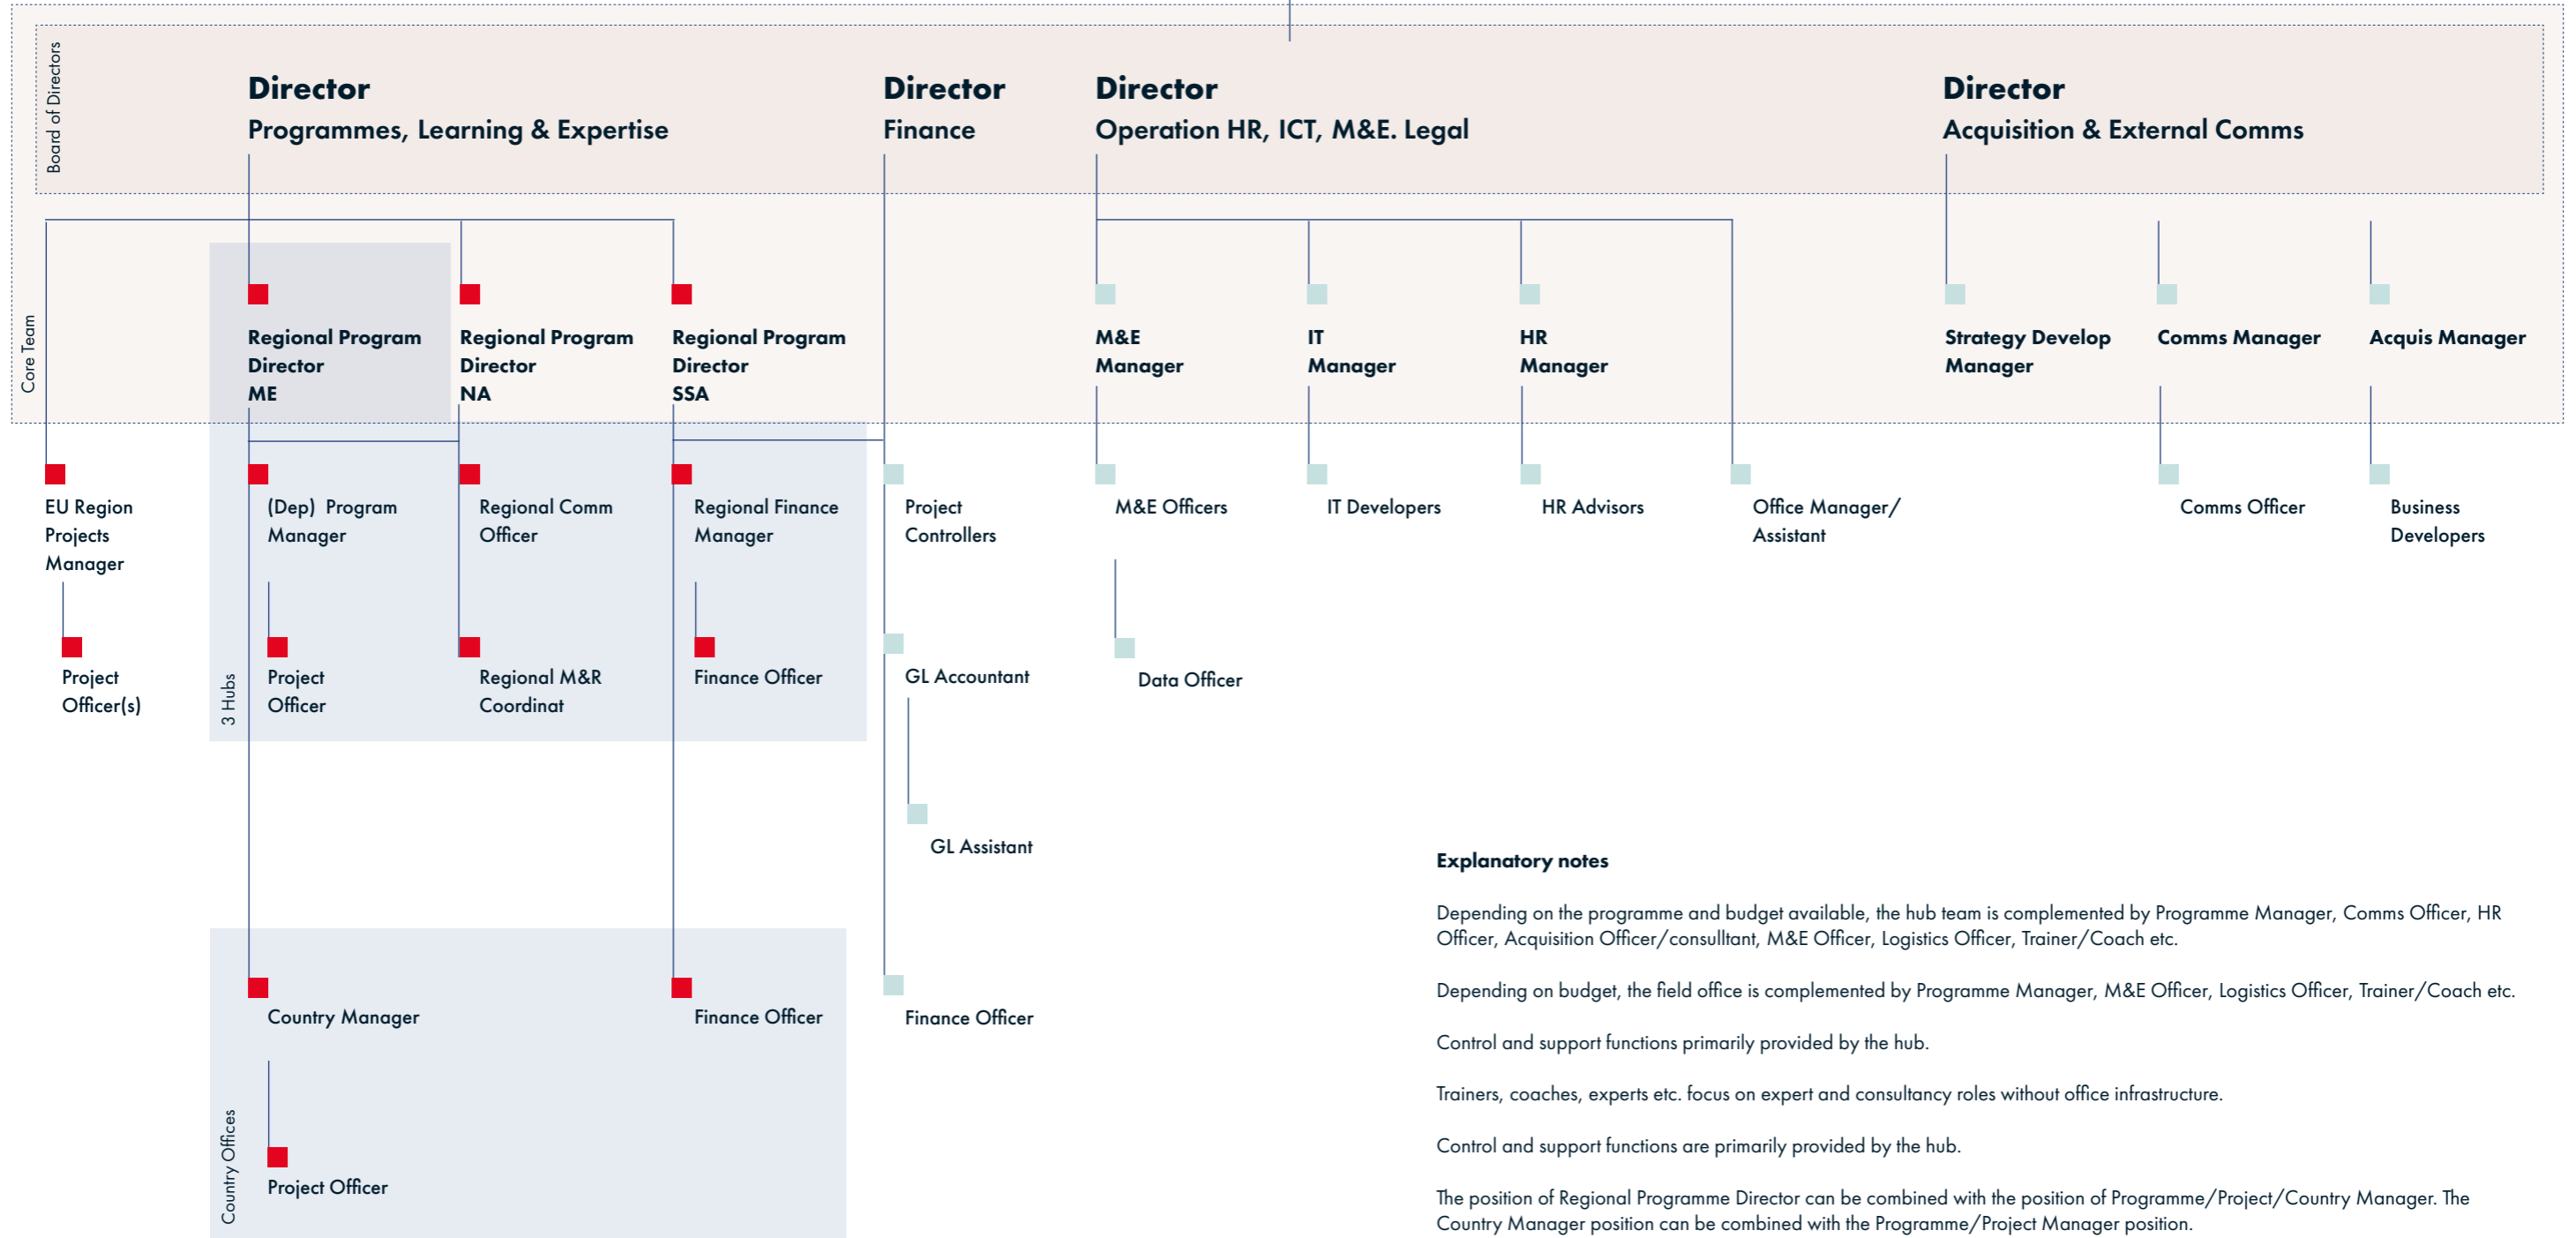 Board of Directors
Director
Programmes, Learning & Expertise
Director
Finance
Director
Operation HR, ICT, M&E. Legal
Director
Acquisition & External Comms
Core Team
Regional Program
Director
ME
Regional Program
Director
NA
Regional Program
Director
SSA
M&E
Manager
IT
Manager
HR
Manager
Strategy Develop
Manager
Comms Manager
Acquis Manager
EU Region
Projects
Manager
(Dep) Program
Manager
Regional Comm
Officer
Regional Finance
Manager
Project
Controllers
M&E Officers
IT Developers
HR Advisors
Office Manager/
Assistant
Comms Officer
Business
Developers
Project
Officer(s)
3 Hubs
Project
Officer
Regional M&R
Coordinat
Finance Officer
GL Accountant
Data Officer
GL Assistant
Country Offices
Country Manager
Finance Officer
Finance Officer
Project Officer
Explanatory notes
Depending on the programme and budget available, the hub team is complemented by Programme Manager, Comms Officer, HR
Officer, Acquisition Officer/consulltant, M&E Officer, Logistics Officer, Trainer/Coach etc.
Depending on budget, the field office is complemented by Programme Manager, M&E Officer, Logistics Officer, Trainer/Coach etc.
Control and support functions primarily provided by the hub.
Trainers, coaches, experts etc. focus on expert and consultancy roles without office infrastructure.
Control and support functions are primarily provided by the hub.
The position of Regional Programme Director can be combined with the position of Programme/Project/Country Manager. The
Country Manager position can be combined with the Programme/Project Manager position.